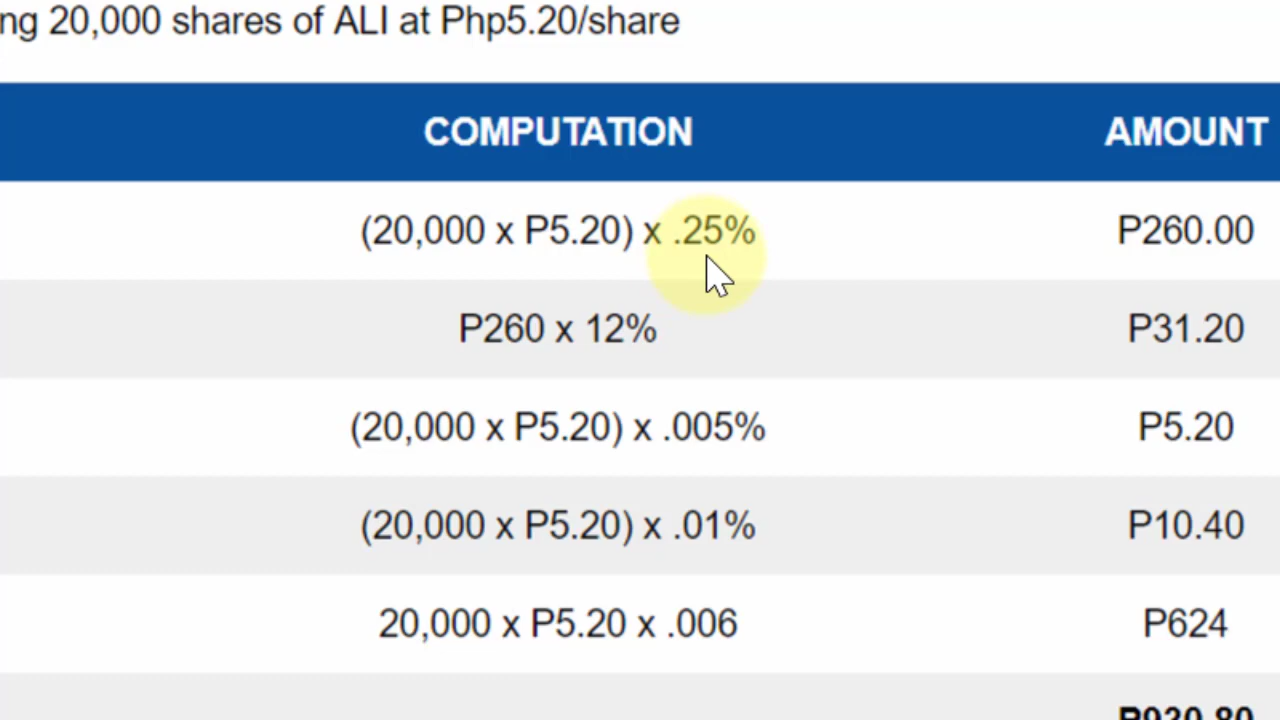 ng 20,000 shares of ALI at Php5.20/share
COMPUTATION AMOUNT
(20,000 x P5.20) x .25% P260.00
P260 x 12% P31.20
(20,000 x P5.20) x .005% P5.20
(20,000 x P5.20) x .01% P10.40
20,000 x P5.20 x .006 P624
P930.80